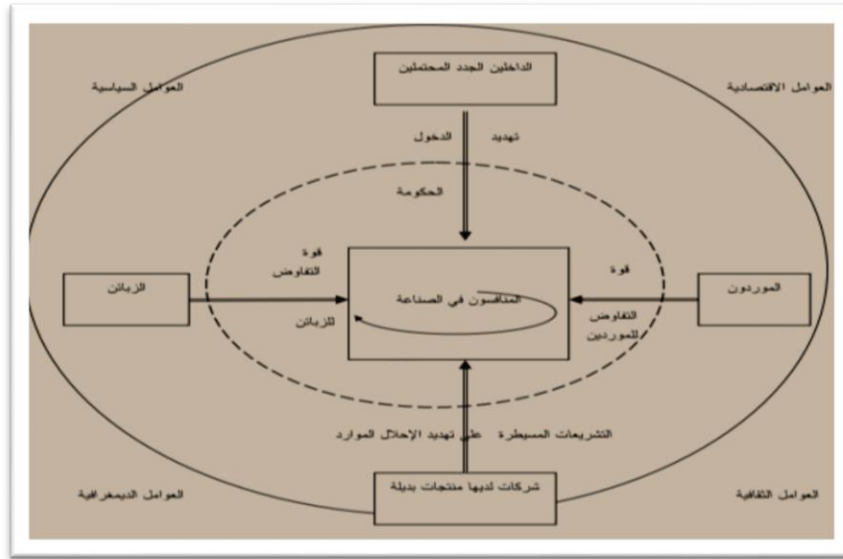 الداخلين الجدد المحتملين
العوامل الاقتصادية
العوامل السياسية
تهديد الدخول
الحكومة
قوة
التفاوض
للموردين
الموردون
المنافسون في الصناعة
قوة
التفاوض
للزبائن
الزبائن
التشريعات المسيطرة على تهديد الإحلال الموارد
شركات لديها منتجات بديلة
العوامل الثقافية
العوامل الديمغرافية